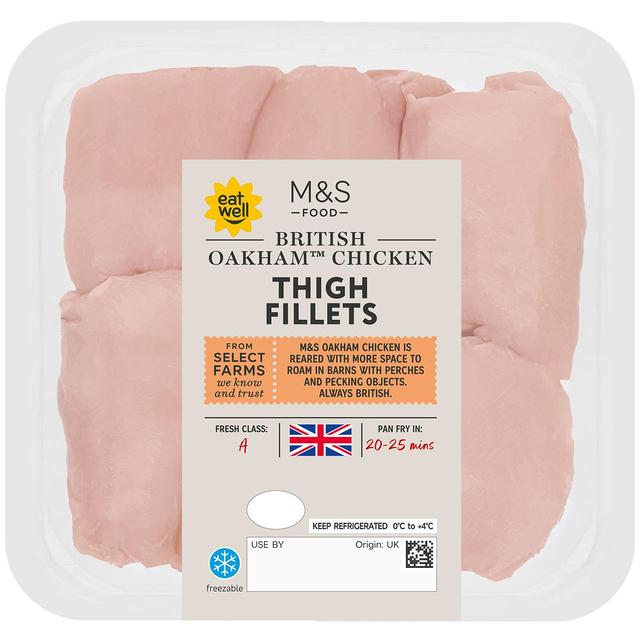 eat
well
M&S
—FOOD—
BRITISH
OAKHAM™ CHICKEN
THIGH
FILLETS
FROM
SELECT
FARMS
we know
and trust
M&S OAKHAM CHICKEN IS
REARED WITH MORE SPACE TO
ROAM IN BARNS WITH PERCHES
AND PECKING OBJECTS.
ALWAYS BRITISH.
FRESH CLASS:
A
PAN FRY IN:
20-25 mins
KEEP REFRIGERATED 0°C to +4°C
USE BY
Origin: UK
freezable